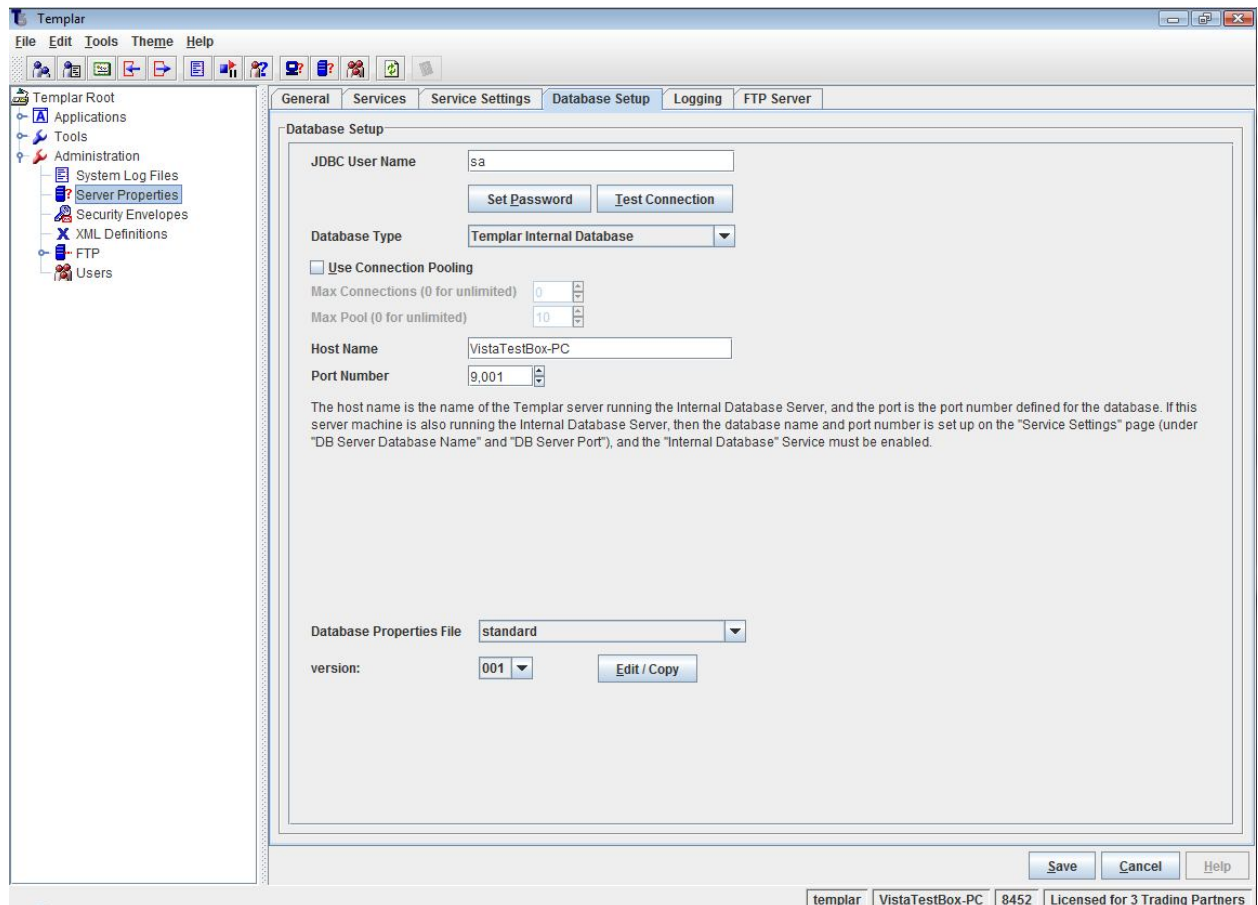 Templar
File Edit Tools Theme Help
Templar Root
Applications
Tools
Administration
System Log Files
Server Properties
Security Envelopes
XML Definitions
FTP
Users
General Services Service Settings Database Setup Logging FTP Server
Database Setup
JDBC User Name sa
Set Password Test Connection
Database Type Templar Internal Database
Use Connection Pooling
Max Connections (0 for unlimited) 0
Max Pool (0 for unlimited) 10
Host Name VistaTestBox-PC
Port Number 9,001
The host name is the name of the Templar server running the Internal Database Server, and the port is the port number defined for the database. If this
server machine is also running the Internal Database Server, then the database name and port number is set up on the "Service Settings" page (under
"DB Server Database Name" and "DB Server Port"), and the "Internal Database" Service must be enabled.
Database Properties File standard
version: 001 Edit / Copy
Save Cancel Help
templar VistaTestBox-PC 8452 Licensed for 3 Trading Partners